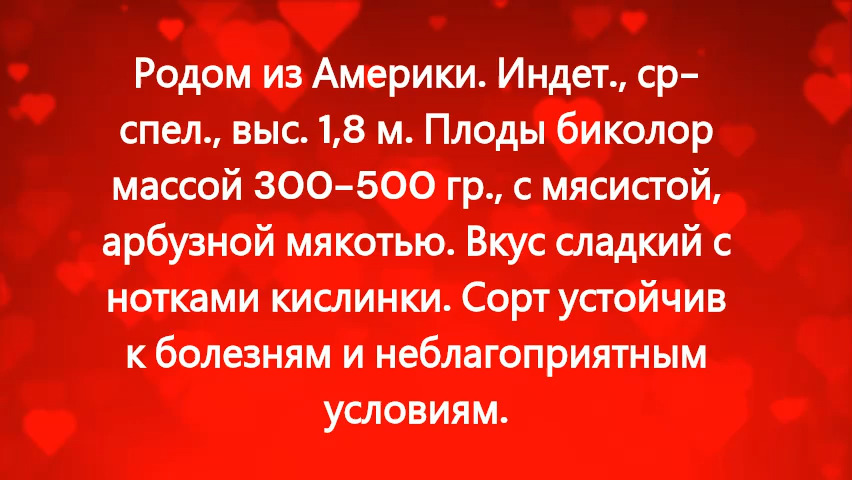 Родом из Америки. Индет., ср-
спел., выс. 1,8 м. Плоды биколор
массой 300-500 гр., с мясистой,
арбузной мякотью. Вкус сладкий с
нотками кислинки. Сорт устойчив
к болезням и неблагоприятным
условиям.